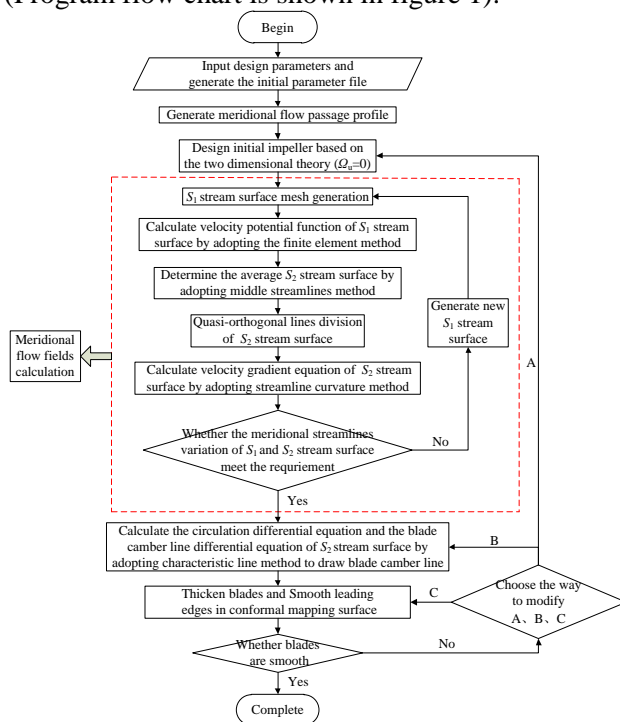 (Program flow chart is shown in figure 1).
Begin
Input design parameters and
generate the initial parameter file
Generate meridional flow passage profile
Design initial impeller based on
the two dimensional theory (Ωu=0)
S1 stream surface mesh generation
Calculate velocity potential function of S1 stream
surface by adopting the finite element method
Determine the average S2 stream surface by
adopting middle streamlines method
Quasi-orthogonal lines division
of S2 stream surface
Calculate velocity gradient equation of S2 stream
surface by adopting streamline curvature method
Whether the meridional streamlines
variation of S1 and S2 stream surface
meet the requriement
No
Generate new
S1 stream
surface
Meridional
flow fields
calculation
A
Yes
Calculate the circulation differential equation and the blade
camber line differential equation of S2 stream surface by
adopting characteristic line method to draw blade camber line
B
Thicken blades and Smooth leading
edges in conformal mapping surface
C
Choose the way
to modify
A、B、C
Whether blades
are smooth
No
Yes
Complete